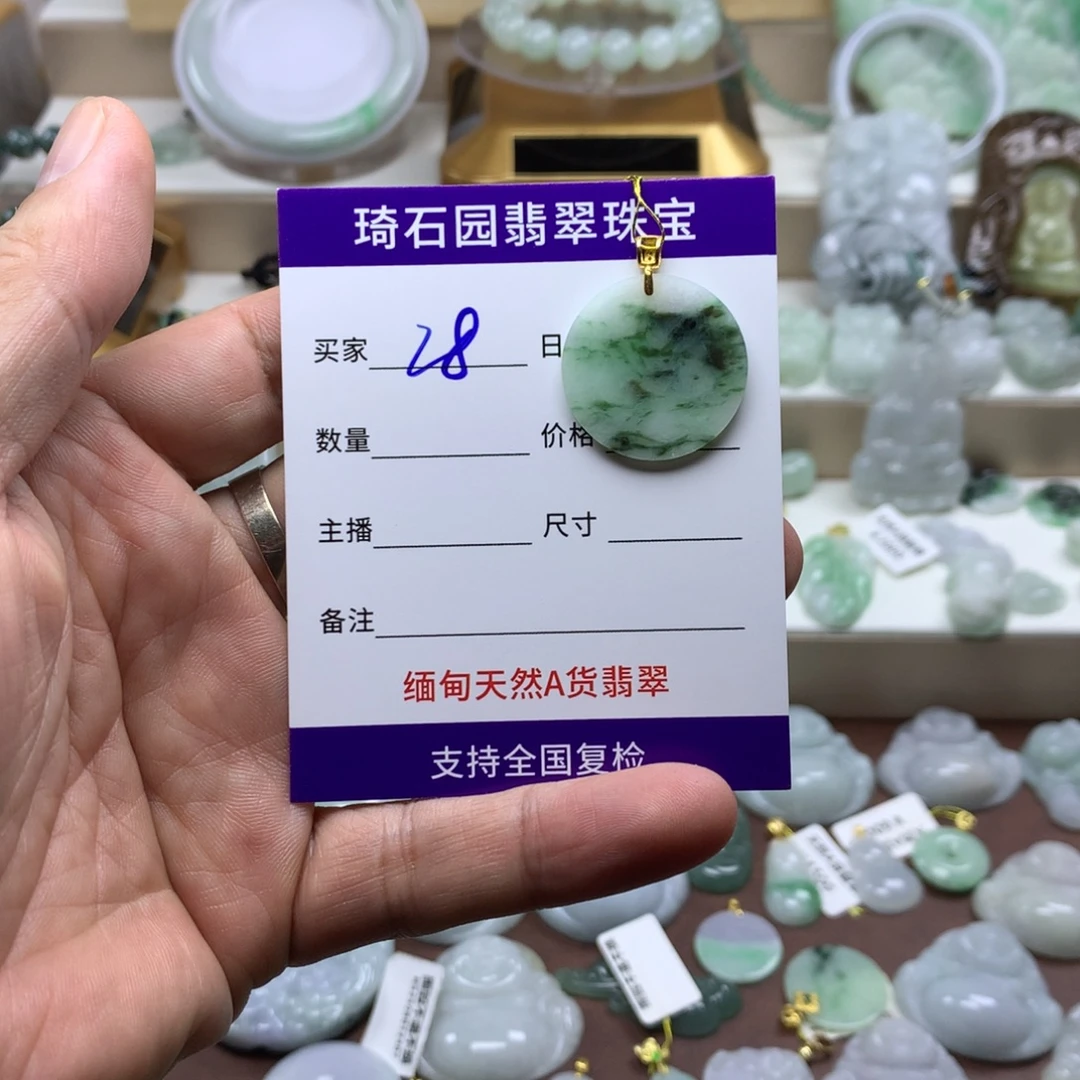 琦石园翡翠珠宝
买家 28 日
数量 价格
主播 尺寸
备注
缅甸天然A货翡翠
支持全国复检